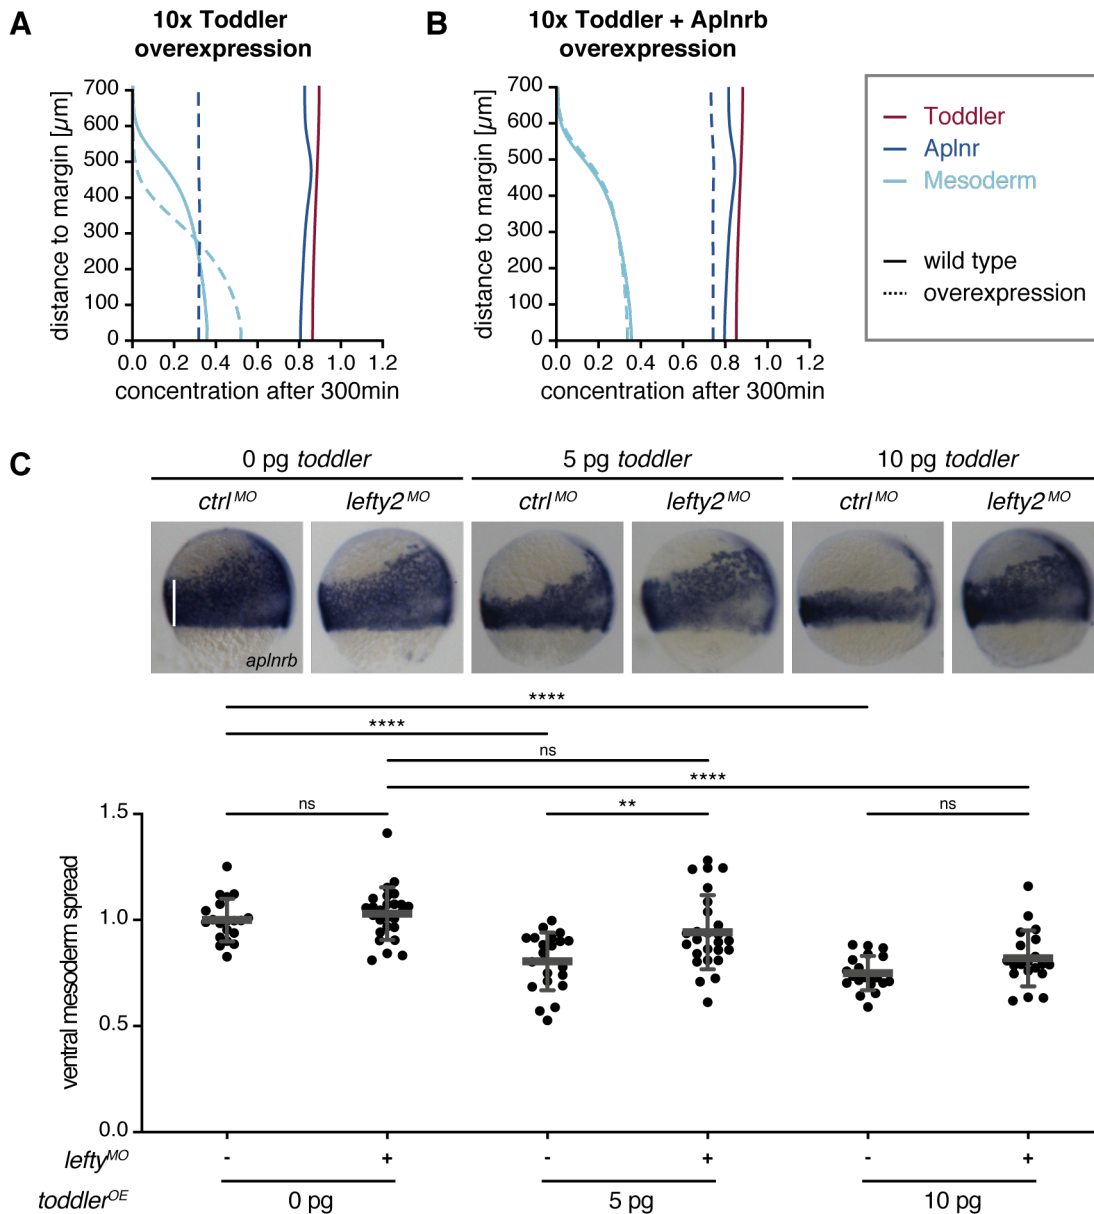 A
10x Toddler
overexpression
distance to margin [µm]
700
600
500
400
300
200
100
0
0.0 0.2 0.4 0.6 0.8 1.0 1.2
concentration after 300min
B
10x Toddler + Aplnrb
overexpression
distance to margin [µm]
700
600
500
400
300
200
100
0
0.0 0.2 0.4 0.6 0.8 1.0 1.2
concentration after 300min
Toddler
Aplnr
Mesoderm
wild type
overexpression
C
0 pg toddler 5 pg toddler 10 pg toddler
ctrl MO lefty2 MO ctrl MO lefty2 MO ctrl MO lefty2 MO
aplnrb
****
****
ns
****
ns ** ns
ventral mesoderm spread
1.5
1.0
0.5
0.0
lefty MO - + - + - +
toddler OE 0 pg 5 pg 10 pg